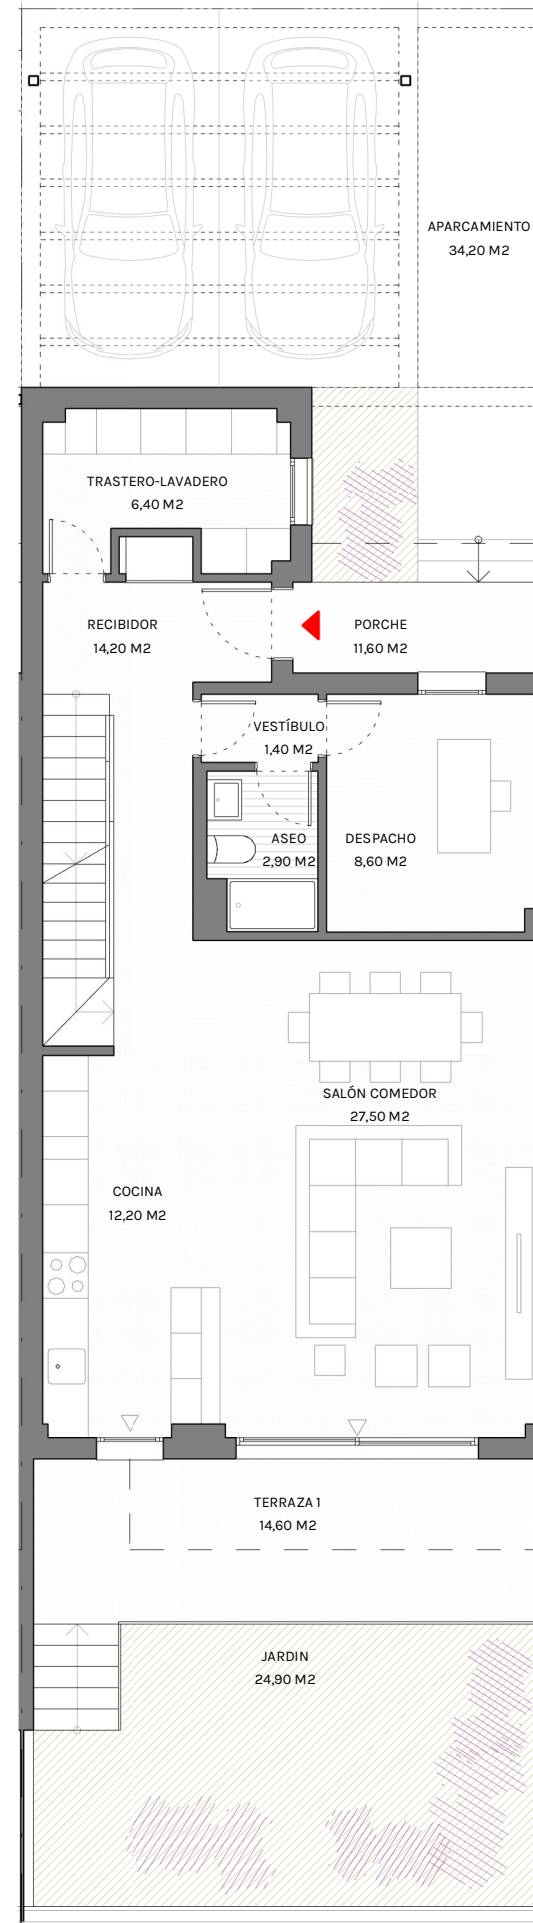 APARCAMIENTO
34,20 M2
TRASTERO-LAVADERO
6,40 M2
RECIBIDOR
14,20 M2
PORCHE
11,60 M2
VESTÍBULO
1,40 M2
ASEO
2,90 M2
DESPACHO
8,60 M2
SALÓN COMEDOR
27,50 M2
COCINA
12,20 M2
TERRAZA 1
14,60 M2
JARDIN
24,90 M2